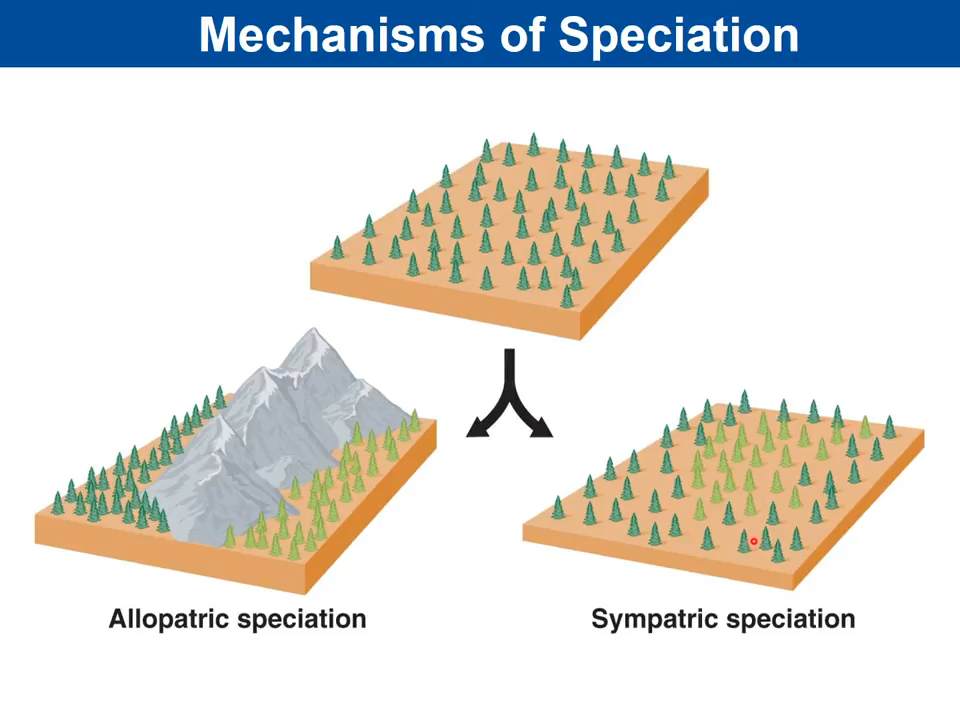 Mechanisms of Speciation
Allopatric speciation
Sympatric speciation